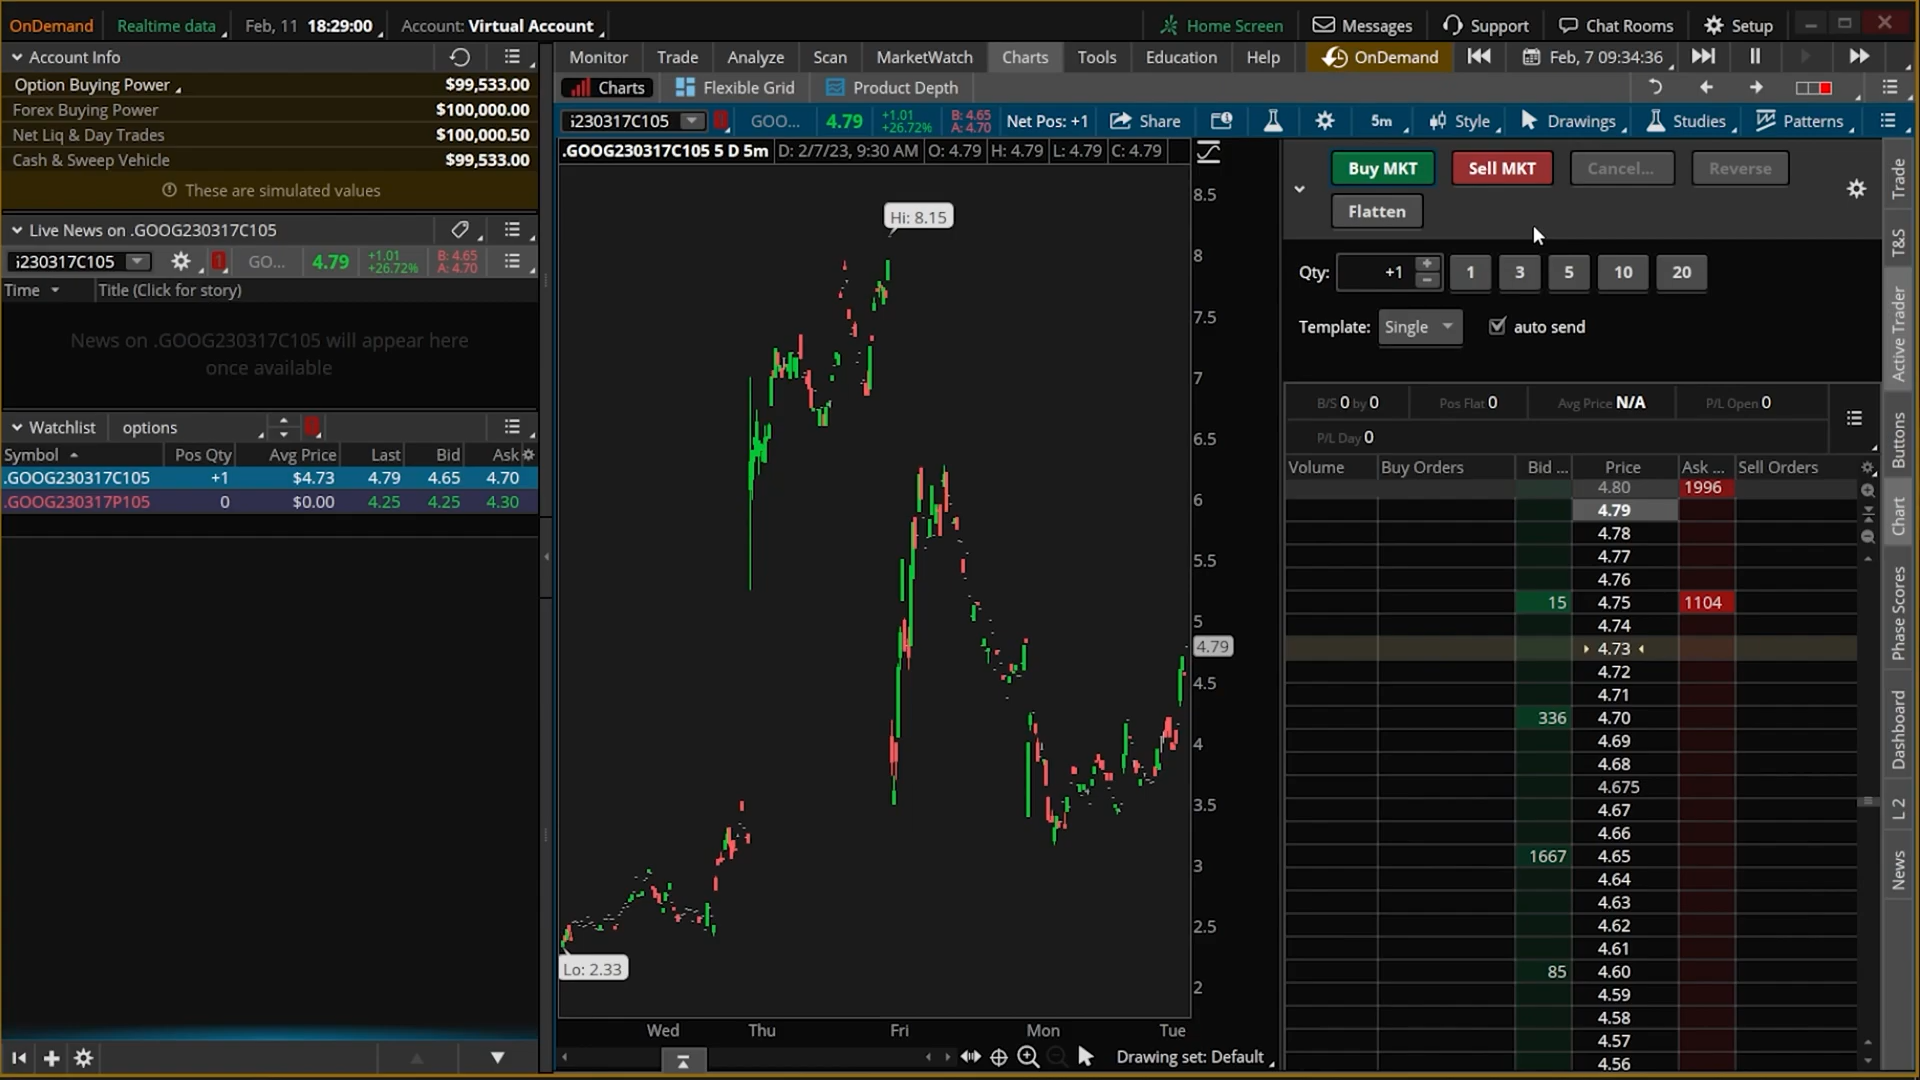 OnDemand Realtime data Feb, 11 18:29:00 Account: Virtual Account Home Screen Messages Support Chat Rooms Setup
Account Info
Option Buying Power $99,533.00
Forex Buying Power $100,000.00
Net Liq & Day Trades $100,000.50
Cash & Sweep Vehicle $99,533.00
These are simulated values
Live News on .GOOG230317C105
i230317C105 1 GO... 4.79 +1.01 +26.72% B: 4.65 A: 4.70
Time Title (Click for story)
News on .GOOG230317C105 will appear here
once available
Watchlist options
Symbol Pos Qty Avg Price Last Bid Ask
.GOOG230317C105 +1 $4.73 4.79 4.65 4.70
.GOOG230317P105 0 $0.00 4.25 4.25 4.30
Monitor Trade Analyze Scan MarketWatch Charts Tools Education Help OnDemand Feb, 7 09:34:36
Charts Flexible Grid Product Depth
i230317C105 GOO... 4.79 +1.01 +26.72% B: 4.65 A: 4.70 Net Pos: +1 Share 5m Style Drawings Studies Patterns
.GOOG230317C105 5 D 5m D: 2/7/23, 9:30 AM O: 4.79 H: 4.79 L: 4.79 C: 4.79
Hi: 8.15
Lo: 2.33
8.5
8
7.5
7
6.5
6
5.5
5
4.79
4.5
4
3.5
3
2.5
2
Wed Thu Fri Mon Tue
Drawing set: Default
Buy MKT Sell MKT Cancel... Reverse
Flatten
Qty: +1 1 3 5 10 20
Template: Single auto send
B/S 0 by 0 Pos Flat 0 Avg Price N/A P/L Open 0
P/L Day 0
Volume Buy Orders Bid ... Price Ask ... Sell Orders
4.80 1996
4.79
4.78
4.77
4.76
15 4.75 1104
4.74
4.73
4.72
4.71
336 4.70
4.69
4.68
4.675
4.67
4.66
1667 4.65
4.64
4.63
4.62
4.61
85 4.60
4.59
4.58
4.57
4.56
Trade
T&S
Active Trader
Buttons
Chart
Phase Scores
Dashboard
L 2
News